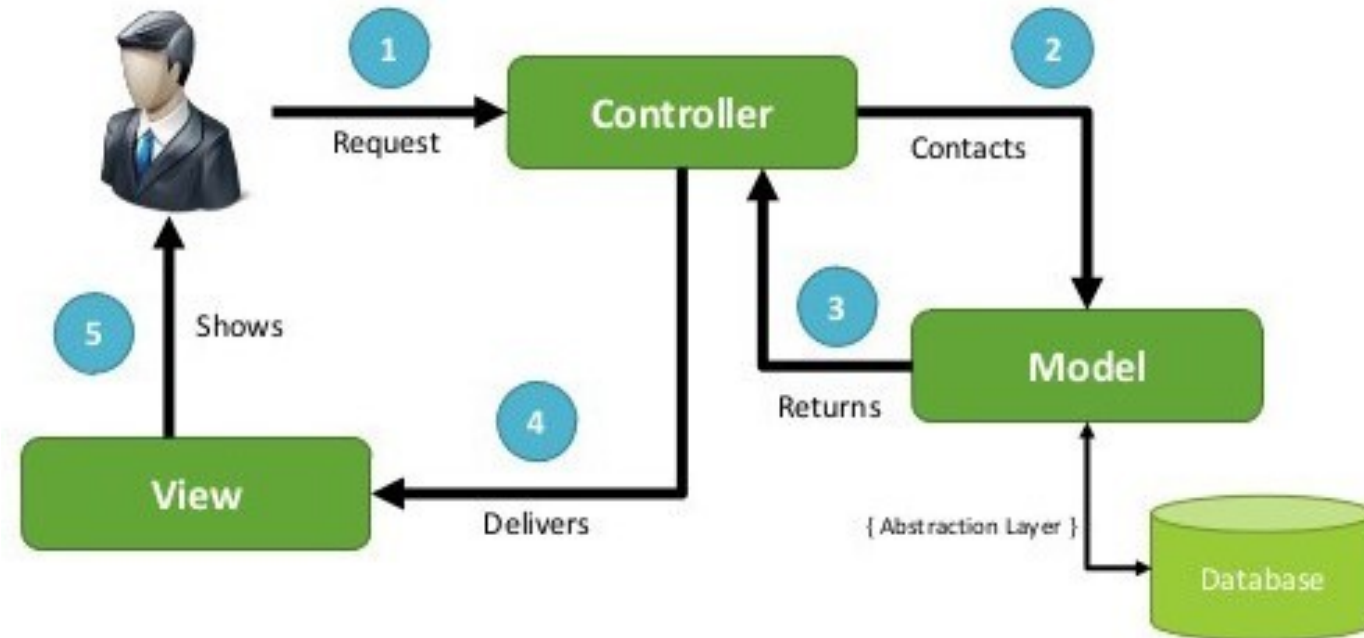 1
2
Controller
Request
Contacts
3
5
Shows
Model
Returns
4
View
Delivers
{ Abstraction Layer }
Database